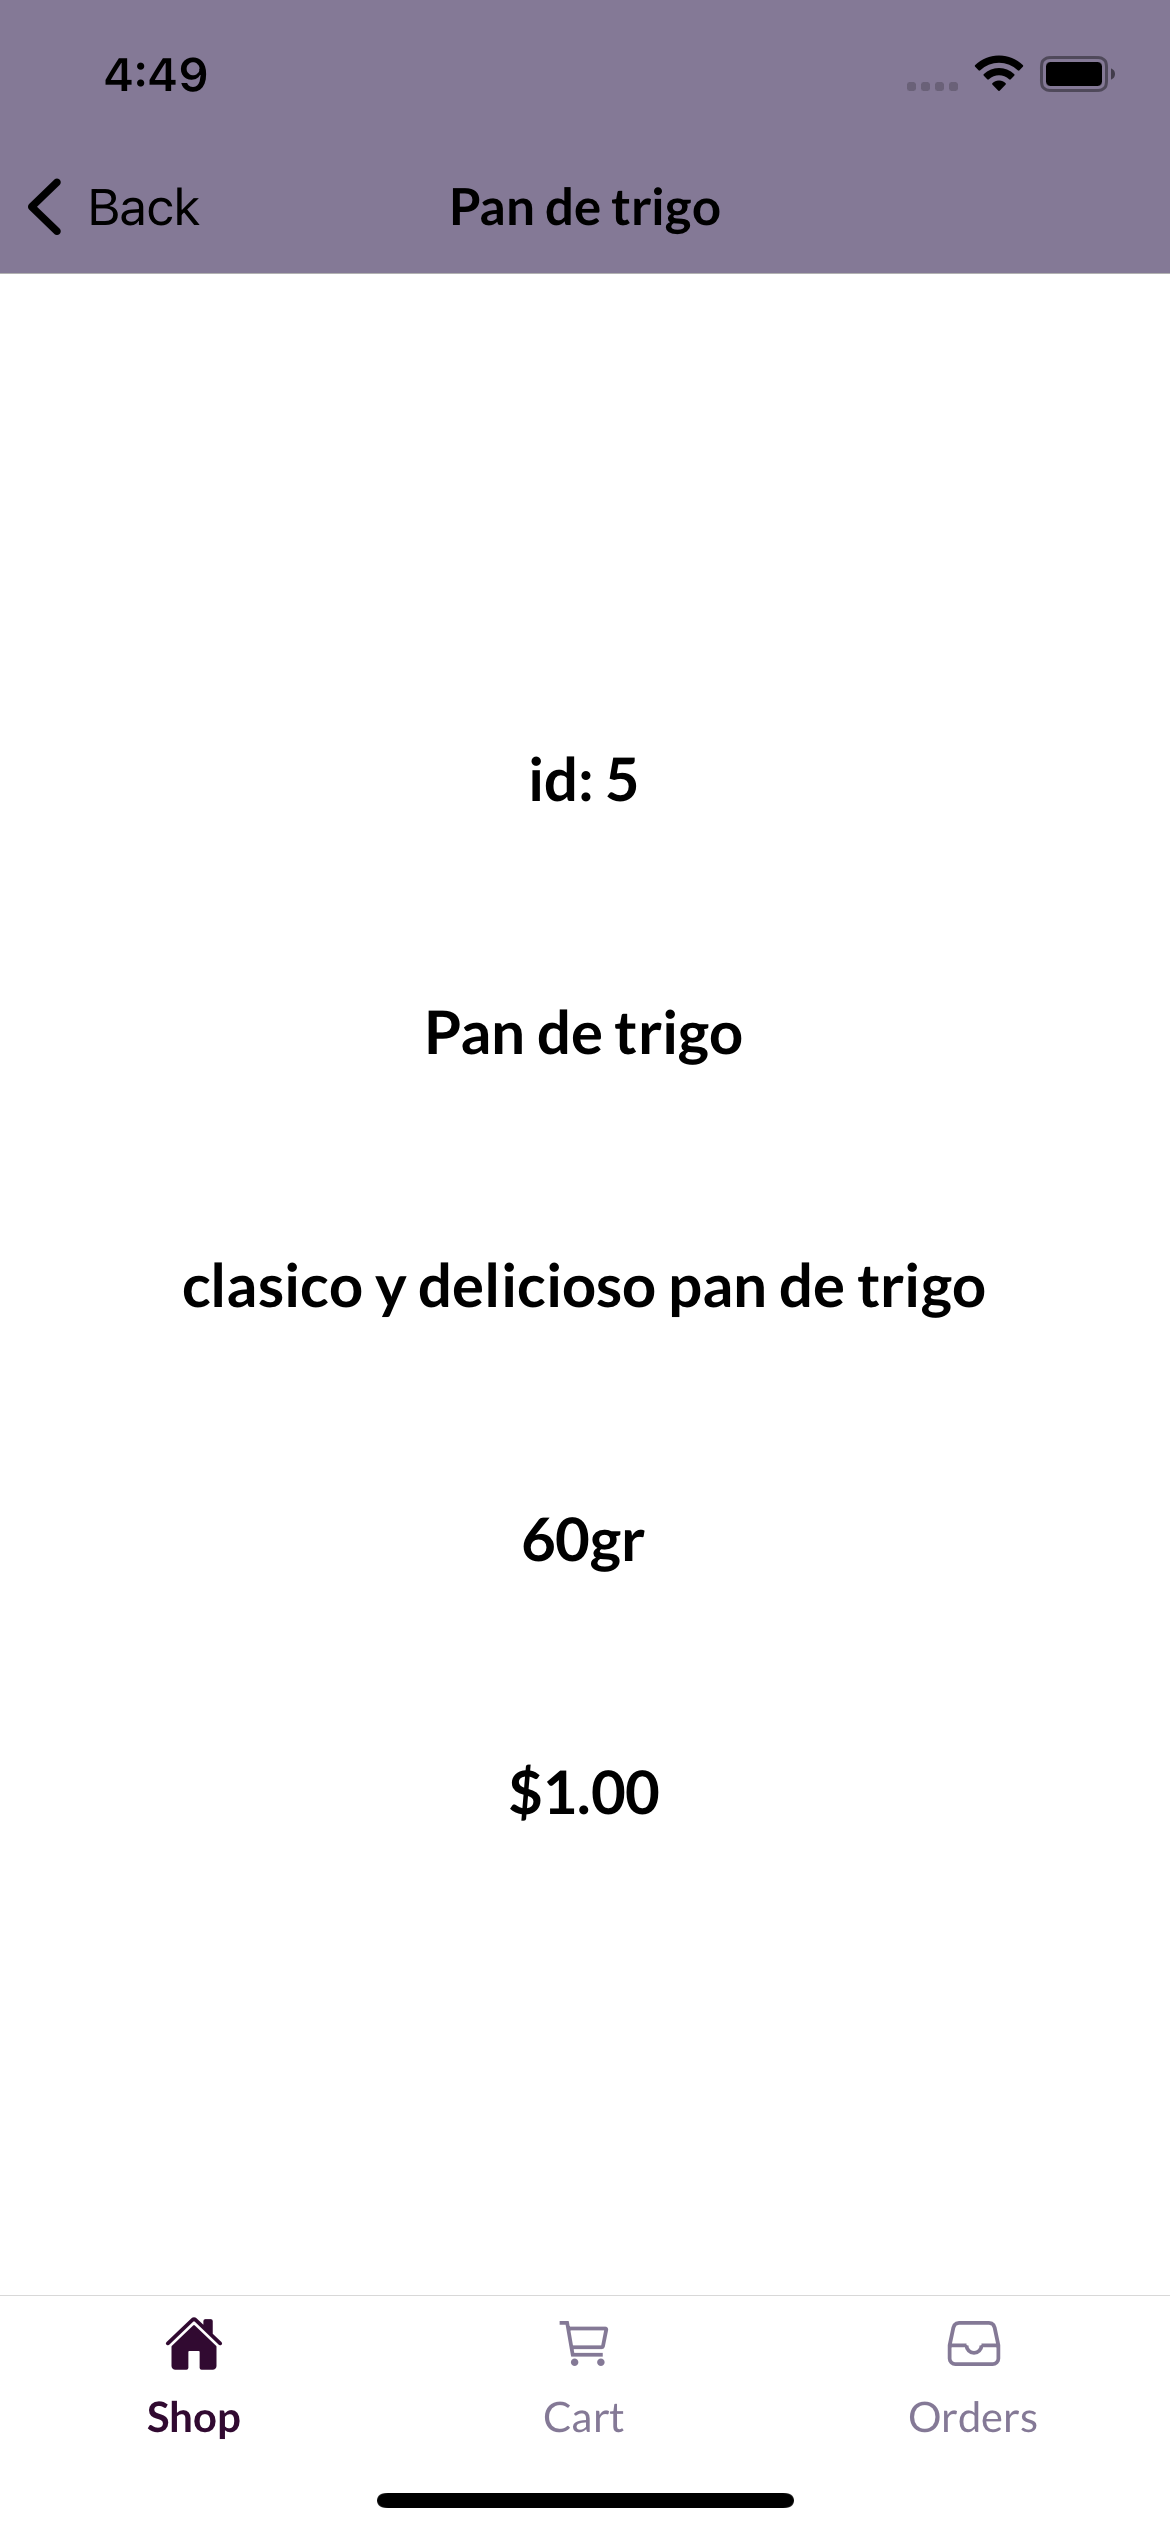 4:49
Back
Pan de trigo
id: 5
Pan de trigo
clasico y delicioso pan de trigo
60gr
$1.00
Shop
Cart
Orders